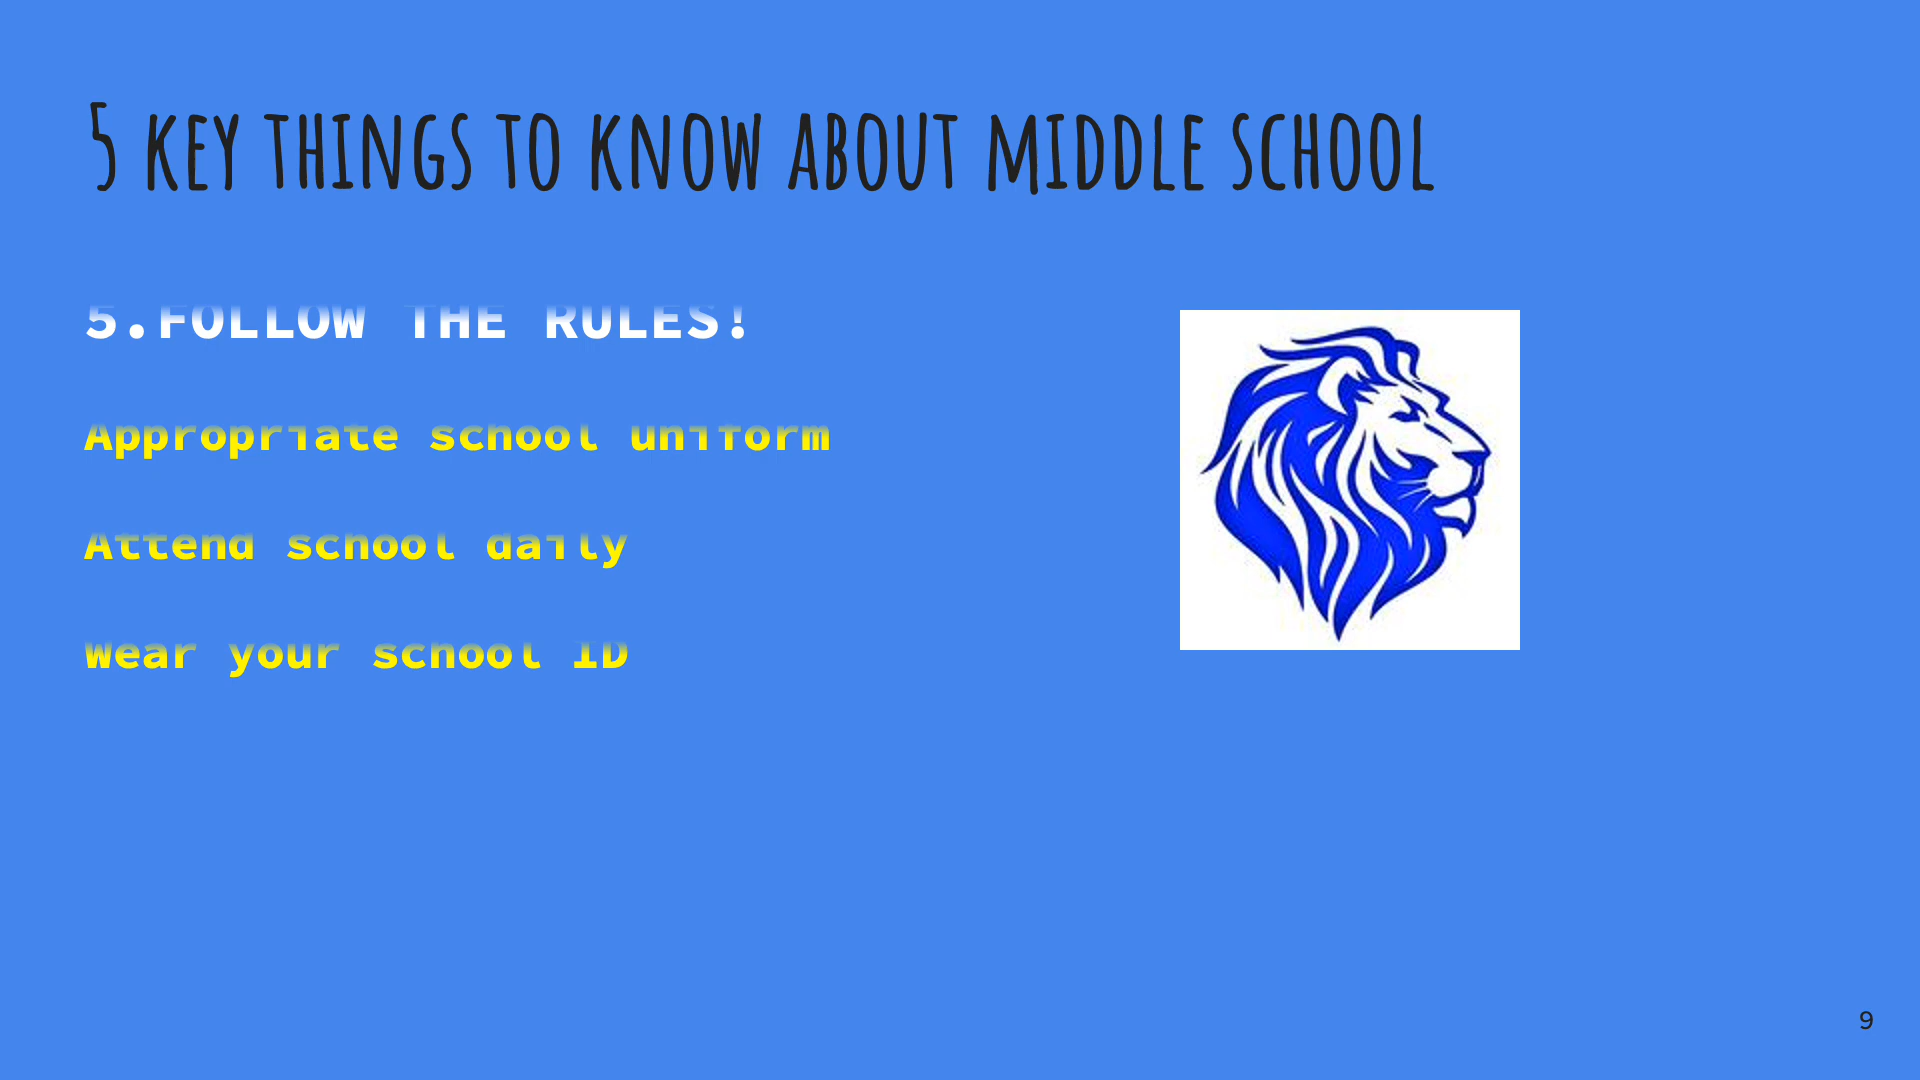 5 KEY THINGS TO KNOW ABOUT MIDDLE SCHOOL
5.FOLLOW THE RULES!
Appropriate school uniform
Attend school daily
Wear your school ID
9